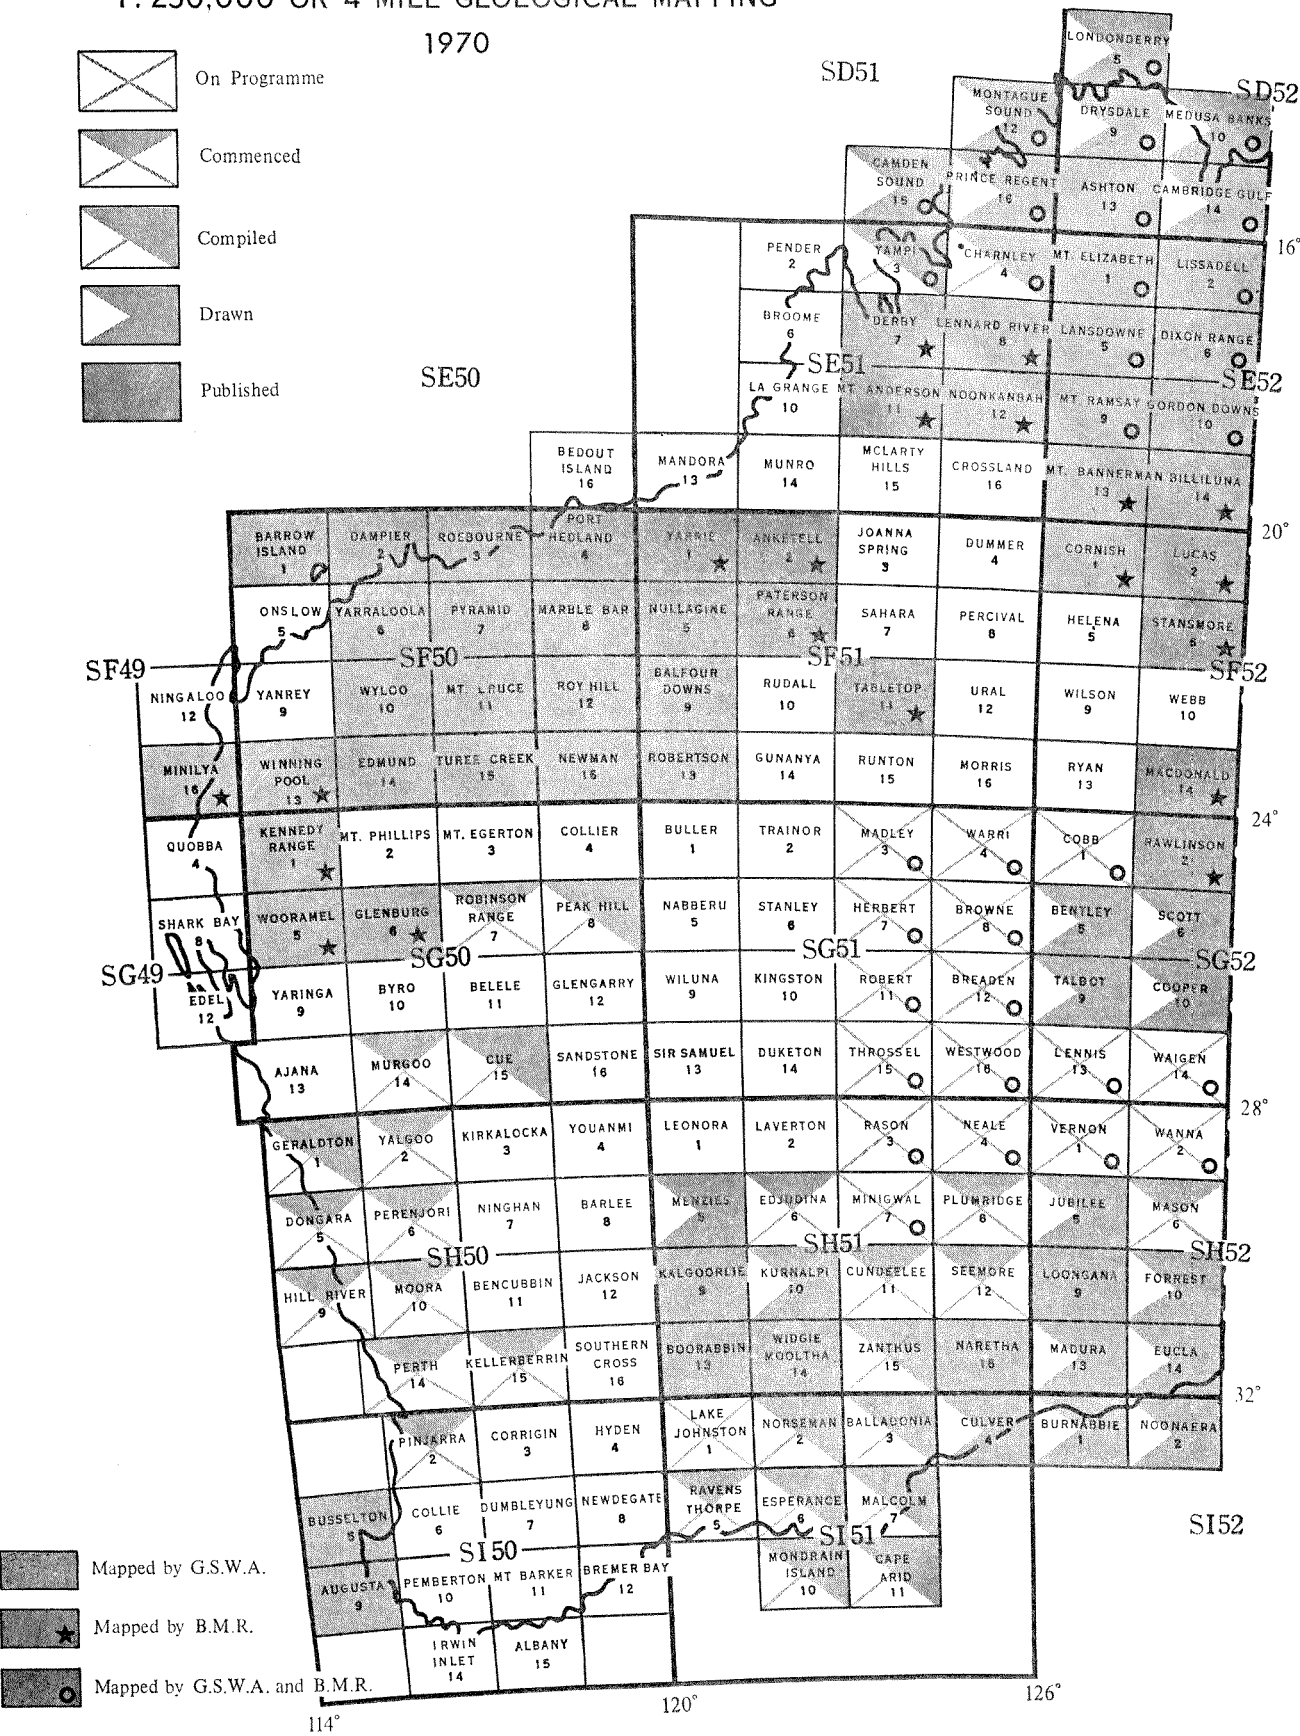 1:250,000 OR 4 MILE GEOLOGICAL MAPPING
1970
On Programme
Commenced
Compiled
Drawn
Published
SD51
SD52
SE50
SE51
SE52
SF49
SF50
SF51
SF52
SG49
SG50
SG51
SG52
SH50
SH51
SH52
SI50
SI51
SI52
16°
20°
24°
28°
32°
LONDONDERRY
5
MONTAGUE
SOUND
12
DRYSDALE
9
MEDUSA BANKS
10
CAMDEN
SOUND
15
PRINCE REGENT
16
ASHTON
13
CAMBRIDGE GULF
14
PENDER
2
YAMPI
3
CHARNLEY
4
MT. ELIZABETH
1
LISSADELL
2
BROOME
6
DERBY
7
LENNARD RIVER
8
LANSDOWNE
5
DIXON RANGE
6
LA GRANGE
10
MT. ANDERSON
11
NOONKANBAH
12
MT. RAMSAY
9
GORDON DOWNS
10
BEDOUT
ISLAND
16
MANDORA
13
MUNRO
14
MCLARTY
HILLS
15
CROSSLAND
16
MT. BANNERMAN
13
BILLILUNA
14
BARROW
ISLAND
1
DAMPIER
2
ROEBOURNE
3
PORT
HEDLAND
4
YARRIE
1
ANKETELL
2
JOANNA
SPRING
3
DUMMER
4
CORNISH
1
LUCAS
2
ONSLOW
5
YARRALOOLA
6
PYRAMID
7
MARBLE BAR
8
NULLAGINE
5
PATERSON
RANGE
6
SAHARA
7
PERCIVAL
8
HELENA
5
STANSMORE
6
NINGALOO
12
YANREY
9
WYLOO
10
MT. BRUCE
11
ROY HILL
12
BALFOUR
DOWNS
9
RUDALL
10
TABLETOP
11
URAL
12
WILSON
9
WEBB
10
MINILYA
16
WINNING
POOL
13
EDMUND
14
TUREE CREEK
15
NEWMAN
16
ROBERTSON
13
GUNANYA
14
RUNTON
15
MORRIS
16
RYAN
13
MACDONALD
14
QUOBBA
4
KENNEDY
RANGE
1
MT. PHILLIPS
2
MT. EGERTON
3
COLLIER
4
BULLER
1
TRAINOR
2
MADLEY
3
WARRI
4
COBB
1
RAWLINSON
2
SHARK BAY
8
WOORAMEL
5
GLENBURG
6
ROBINSON
RANGE
7
PEAK HILL
8
NABBERU
5
STANLEY
6
HERBERT
7
BROWNE
8
BENTLEY
5
SCOTT
6
EDEL
12
YARINGA
9
BYRO
10
BELELE
11
GLENGARRY
12
WILUNA
9
KINGSTON
10
ROBERT
11
BREADEN
12
TALBOT
9
COOPER
10
AJANA
13
MURGOO
14
CUE
15
SANDSTONE
16
SIR SAMUEL
13
DUKETON
14
THROSSEL
15
WESTWOOD
16
LENNIS
13
WAIGEN
14
GERALDTON
1
YALGOO
2
KIRKALOCKA
3
YOUANMI
4
LEONORA
1
LAVERTON
2
RASON
3
NEALE
4
VERNON
1
WANNA
2
DONGARA
5
PERENJORI
6
NINGHAN
7
BARLEE
8
MENZIES
5
EDJUDINA
6
MINIGWAL
7
PLUMRIDGE
8
JUBILEE
5
MASON
6
HILL RIVER
9
MOORA
10
BENCUBBIN
11
JACKSON
12
KALGOORLIE
9
KURNALPI
10
CUNDEELEE
11
SEEMORE
12
LOONGANA
9
FORREST
10
PERTH
14
KELLERBERRIN
15
SOUTHERN
CROSS
16
BOORABBIN
13
WIDGIE
MOOLTHA
14
ZANTHUS
15
NARETHA
16
MADURA
13
EUCLA
14
PINJARRA
2
CORRIGIN
3
HYDEN
4
LAKE
JOHNSTON
1
NORSEMAN
2
BALLADONIA
3
CULVER
4
BURNABBIE
1
NOONAERA
2
BUSSELTON
5
COLLIE
6
DUMBLEYUNG
7
NEWDEGATE
8
RAVENS
THORPE
5
ESPERANCE
6
MALCOLM
7
AUGUSTA
9
PEMBERTON
10
MT BARKER
11
BREMER BAY
12
MONDRAIN
ISLAND
10
CAPE
ARID
11
IRWIN
INLET
14
ALBANY
15
Mapped by G.S.W.A.
Mapped by B.M.R.
Mapped by G.S.W.A. and B.M.R.
114°
120°
126°